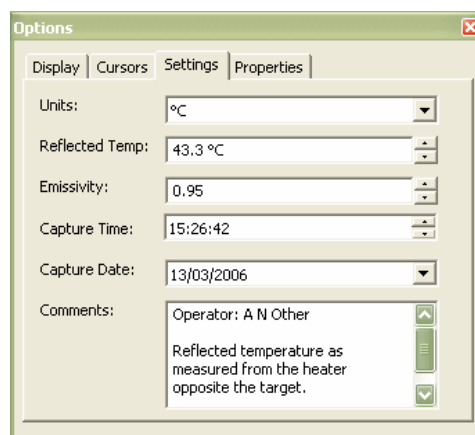 Options
Display Cursors Settings Properties
Units: °C
Reflected Temp: 43.3 °C
Emissivity: 0.95
Capture Time: 15:26:42
Capture Date: 13/03/2006
Comments: Operator: A N Other
Reflected temperature as
measured from the heater
opposite the target.